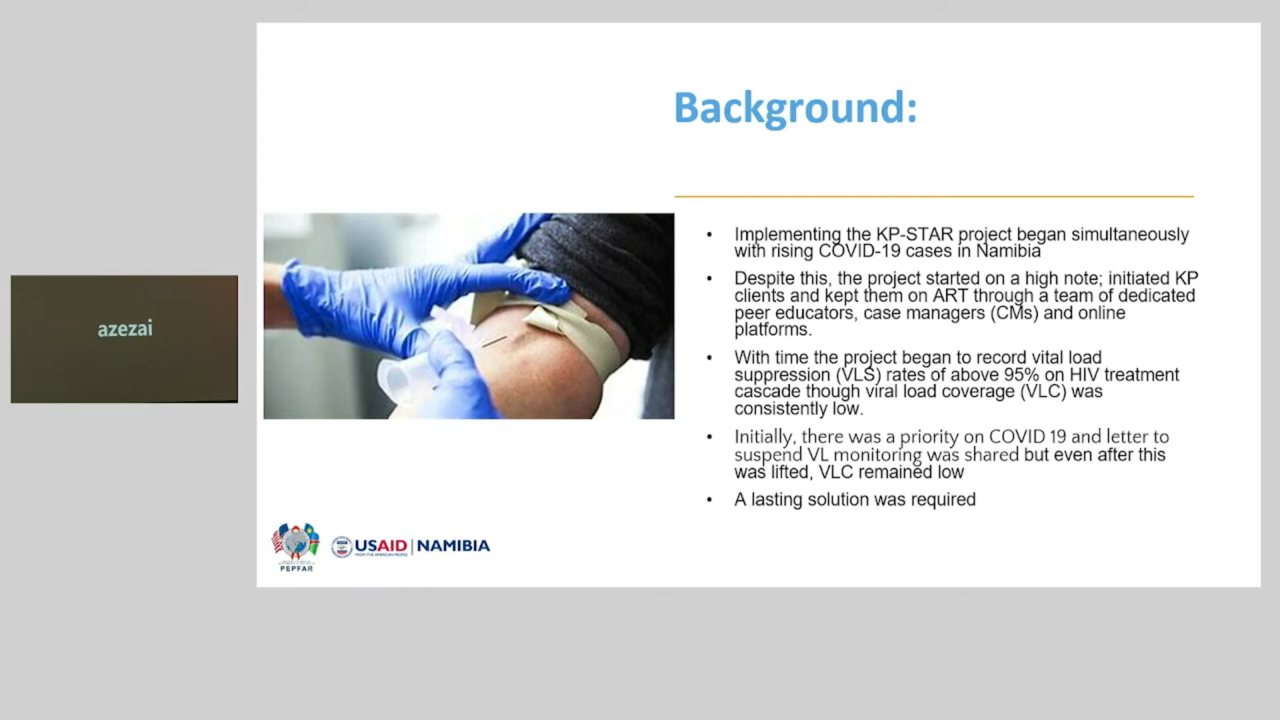 Background:
azezai
• Implementing the KP-STAR project began simultaneously
with rising COVID-19 cases in Namibia
• Despite this, the project started on a high note; initiated KP
clients and kept them on ART through a team of dedicated
peer educators, case managers (CMs) and online
platforms.
• With time the project began to record vital load
suppression (VLS) rates of above 95% on HIV treatment
cascade though viral load coverage (VLC) was
consistently low.
• Initially, there was a priority on COVID 19 and letter to
suspend VL monitoring was shared but even after this
was lifted, VLC remained low
• A lasting solution was required
PEPFAR
USAID | NAMIBIA
FROM THE AMERICAN PEOPLE